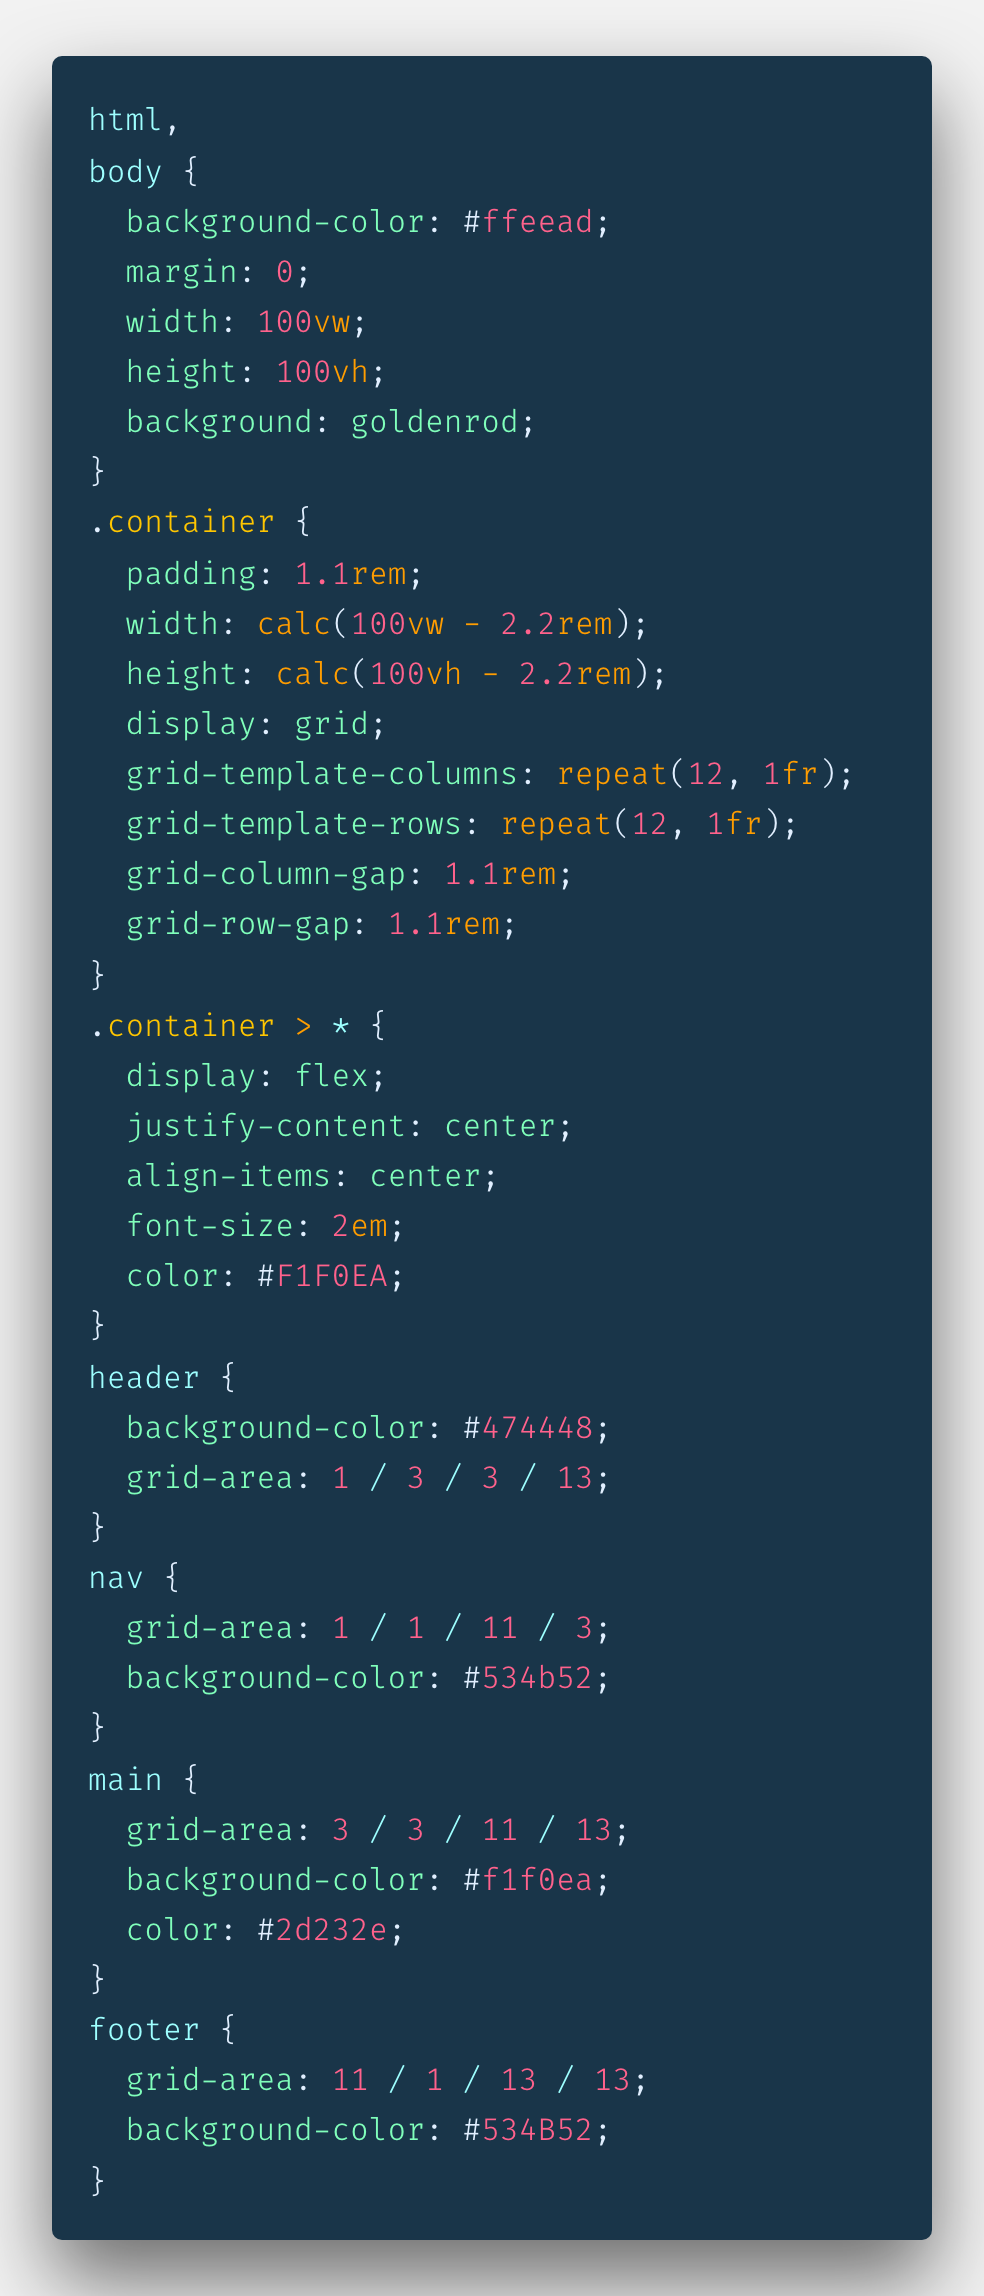 html,
body {
  background-color: #ffeead;
  margin: 0;
  width: 100vw;
  height: 100vh;
  background: goldenrod;
}
.container {
  padding: 1.1rem;
  width: calc(100vw - 2.2rem);
  height: calc(100vh - 2.2rem);
  display: grid;
  grid-template-columns: repeat(12, 1fr);
  grid-template-rows: repeat(12, 1fr);
  grid-column-gap: 1.1rem;
  grid-row-gap: 1.1rem;
}
.container > * {
  display: flex;
  justify-content: center;
  align-items: center;
  font-size: 2em;
  color: #F1F0EA;
}
header {
  background-color: #474448;
  grid-area: 1 / 3 / 3 / 13;
}
nav {
  grid-area: 1 / 1 / 11 / 3;
  background-color: #534b52;
}
main {
  grid-area: 3 / 3 / 11 / 13;
  background-color: #f1f0ea;
  color: #2d232e;
}
footer {
  grid-area: 11 / 1 / 13 / 13;
  background-color: #534B52;
}